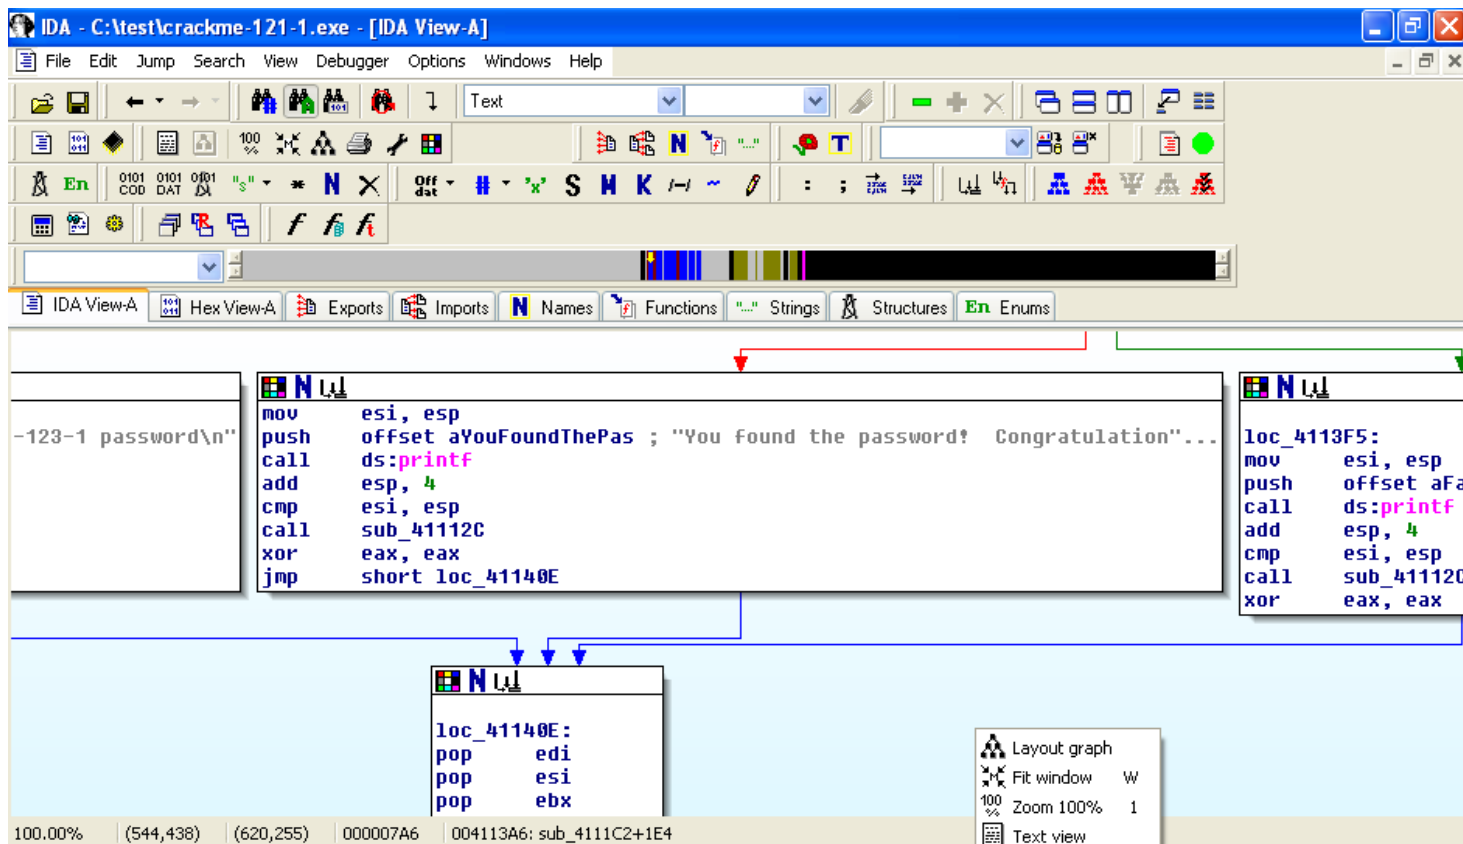 IDA - C:\test\crackme-121-1.exe - [IDA View-A]
File Edit Jump Search View Debugger Options Windows Help
Text
IDA View-A Hex View-A Exports Imports N Names Functions Strings Structures En Enums
-123-1 password\n"
mov esi, esp
push offset aYouFoundThePas ; "You found the password!  Congratulation"...
call ds:printf
add esp, 4
cmp esi, esp
call sub_41112C
xor eax, eax
jmp short loc_41140E
loc_4113F5:
mov esi, esp
push offset aFa
call ds:printf
add esp, 4
cmp esi, esp
call sub_41112C
xor eax, eax
loc_41140E:
pop edi
pop esi
pop ebx
Layout graph
Fit window W
Zoom 100% 1
Text view
100.00% (544,438) (620,255) 000007A6 004113A6: sub_4111C2+1E4